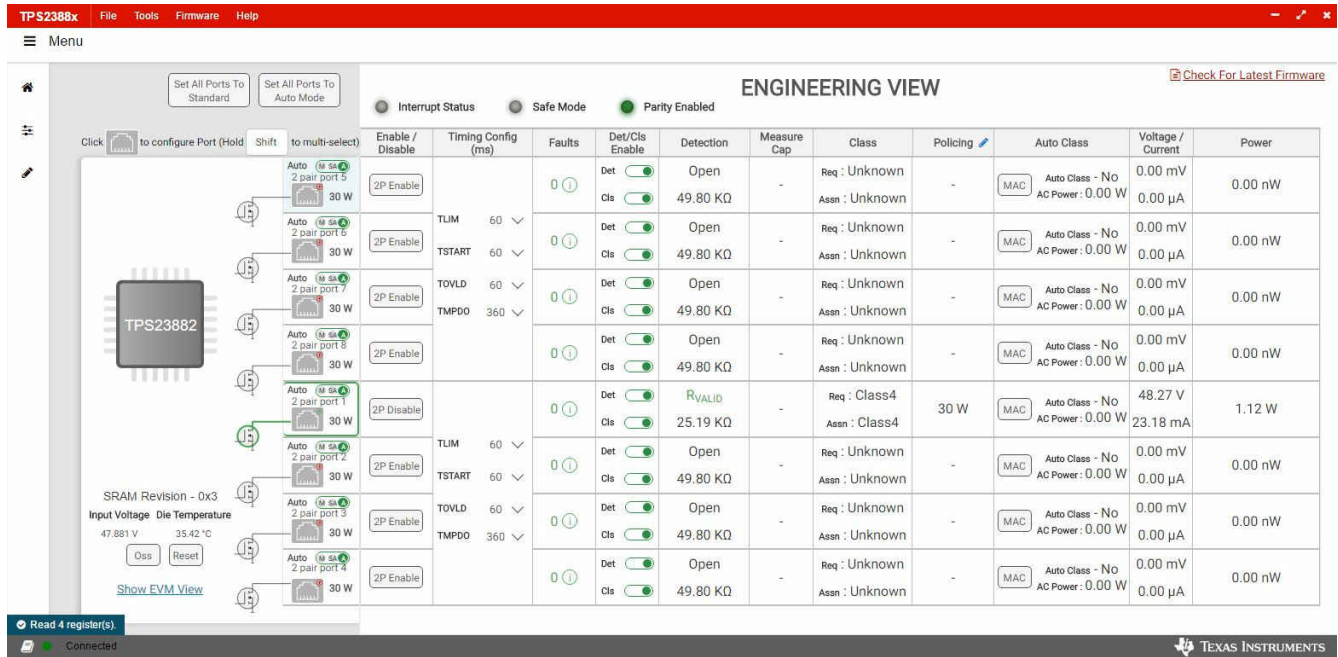 TPS2388x File Tools Firmware Help
Menu
Set All Ports To Standard
Set All Ports To Auto Mode
ENGINEERING VIEW
Check For Latest Firmware
Interrupt Status Safe Mode Parity Enabled
Click to configure Port (Hold Shift to multi-select)
Enable / Disable Timing Config (ms) Faults Det/Cls Enable Detection Measure Cap Class Policing Auto Class Voltage / Current Power
Auto M SA A
2 pair port 5
30 W
2P Enable 0 Det Open - Req : Unknown - MAC Auto Class - No 0.00 mV 0.00 nW
Cls 49.80 KΩ Assn : Unknown AC Power : 0.00 W 0.00 µA
Auto M SA A
2 pair port 6
30 W
TLIM 60
TSTART 60
2P Enable 0 Det Open - Req : Unknown - MAC Auto Class - No 0.00 mV 0.00 nW
Cls 49.80 KΩ Assn : Unknown AC Power : 0.00 W 0.00 µA
Auto M SA A
2 pair port 7
30 W
TOVLD 60
TMPDO 360
2P Enable 0 Det Open - Req : Unknown - MAC Auto Class - No 0.00 mV 0.00 nW
Cls 49.80 KΩ Assn : Unknown AC Power : 0.00 W 0.00 µA
TPS23882
Auto M SA A
2 pair port 8
30 W
2P Enable 0 Det Open - Req : Unknown - MAC Auto Class - No 0.00 mV 0.00 nW
Cls 49.80 KΩ Assn : Unknown AC Power : 0.00 W 0.00 µA
Auto M SA A
2 pair port 1
30 W
2P Disable 0 Det RVALID - Req : Class4 30 W MAC Auto Class - No 48.27 V 1.12 W
Cls 25.19 KΩ Assn : Class4 AC Power : 0.00 W 23.18 mA
Auto M SA A
2 pair port 2
30 W
TLIM 60
TSTART 60
2P Enable 0 Det Open - Req : Unknown - MAC Auto Class - No 0.00 mV 0.00 nW
Cls 49.80 KΩ Assn : Unknown AC Power : 0.00 W 0.00 µA
SRAM Revision - 0x3
Input Voltage Die Temperature
47.881 V 35.42 °C
Oss Reset
Show EVM View
Auto M SA A
2 pair port 3
30 W
TOVLD 60
TMPDO 360
2P Enable 0 Det Open - Req : Unknown - MAC Auto Class - No 0.00 mV 0.00 nW
Cls 49.80 KΩ Assn : Unknown AC Power : 0.00 W 0.00 µA
Auto M SA A
2 pair port 4
30 W
2P Enable 0 Det Open - Req : Unknown - MAC Auto Class - No 0.00 mV 0.00 nW
Cls 49.80 KΩ Assn : Unknown AC Power : 0.00 W 0.00 µA
Read 4 register(s).
Connected
TEXAS INSTRUMENTS